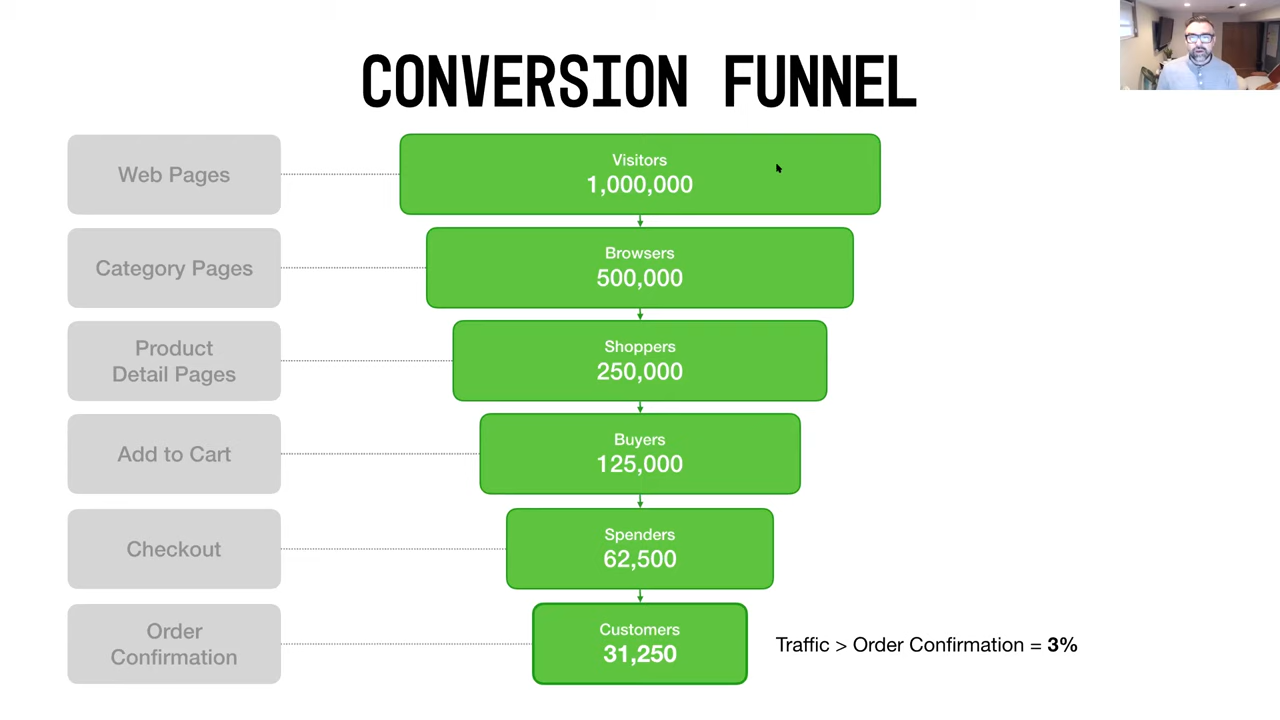 CONVERSION FUNNEL
Web Pages
Visitors
1,000,000
Category Pages
Browsers
500,000
Product
Detail Pages
Shoppers
250,000
Add to Cart
Buyers
125,000
Checkout
Spenders
62,500
Order
Confirmation
Customers
31,250
Traffic > Order Confirmation = 3%